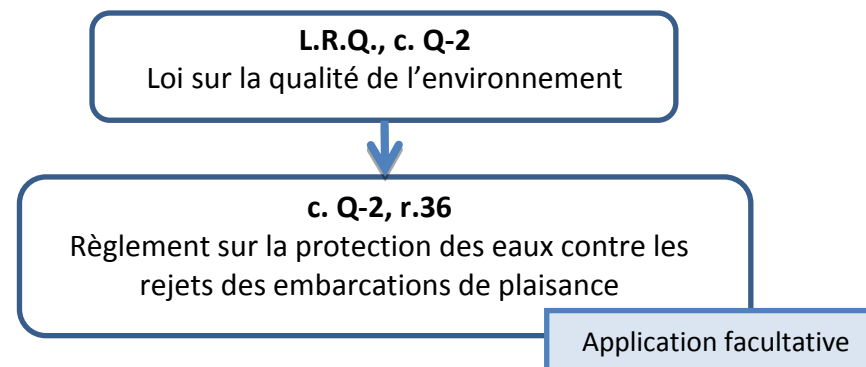 L.R.Q., c. Q-2
Loi sur la qualité de l’environnement
c. Q-2, r.36
Règlement sur la protection des eaux contre les
rejets des embarcations de plaisance
Application facultative